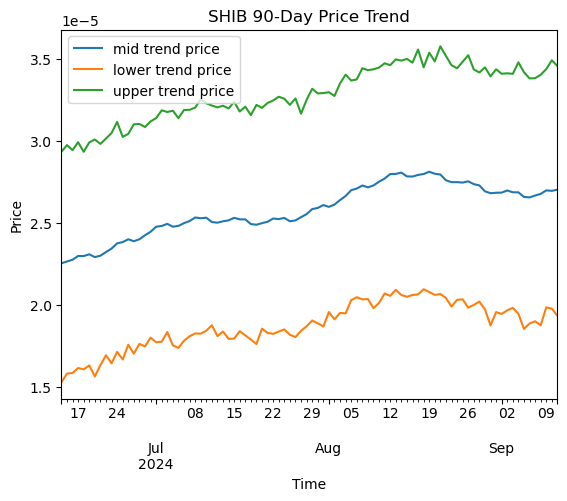 SHIB 90-Day Price Trend
1e−5
mid trend price
lower trend price
upper trend price
3.5
3.0
2.5
2.0
1.5
Price
17 24 08 15 22 29 05 12 19 26 02 09
Jul Aug Sep
2024
Time